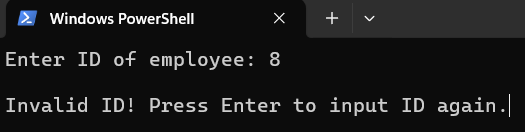 Windows PowerShell
Enter ID of employee: 8
Invalid ID! Press Enter to input ID again.